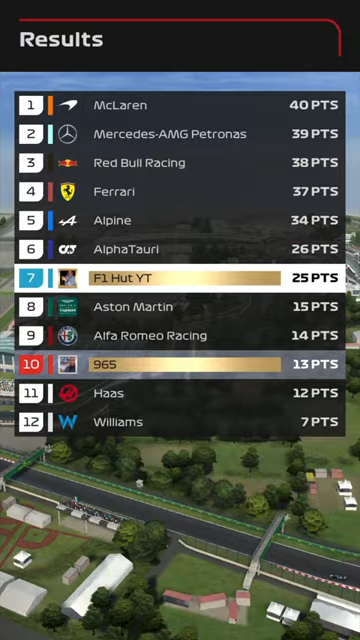 Results
1 McLaren 40 PTS
2 Mercedes-AMG Petronas 39 PTS
3 Red Bull Racing 38 PTS
4 Ferrari 37 PTS
5 Alpine 34 PTS
6 AlphaTauri 26 PTS
7 F1 Hut YT 25 PTS
8 Aston Martin 15 PTS
9 Alfa Romeo Racing 14 PTS
10 965 13 PTS
11 Haas 12 PTS
12 Williams 7 PTS